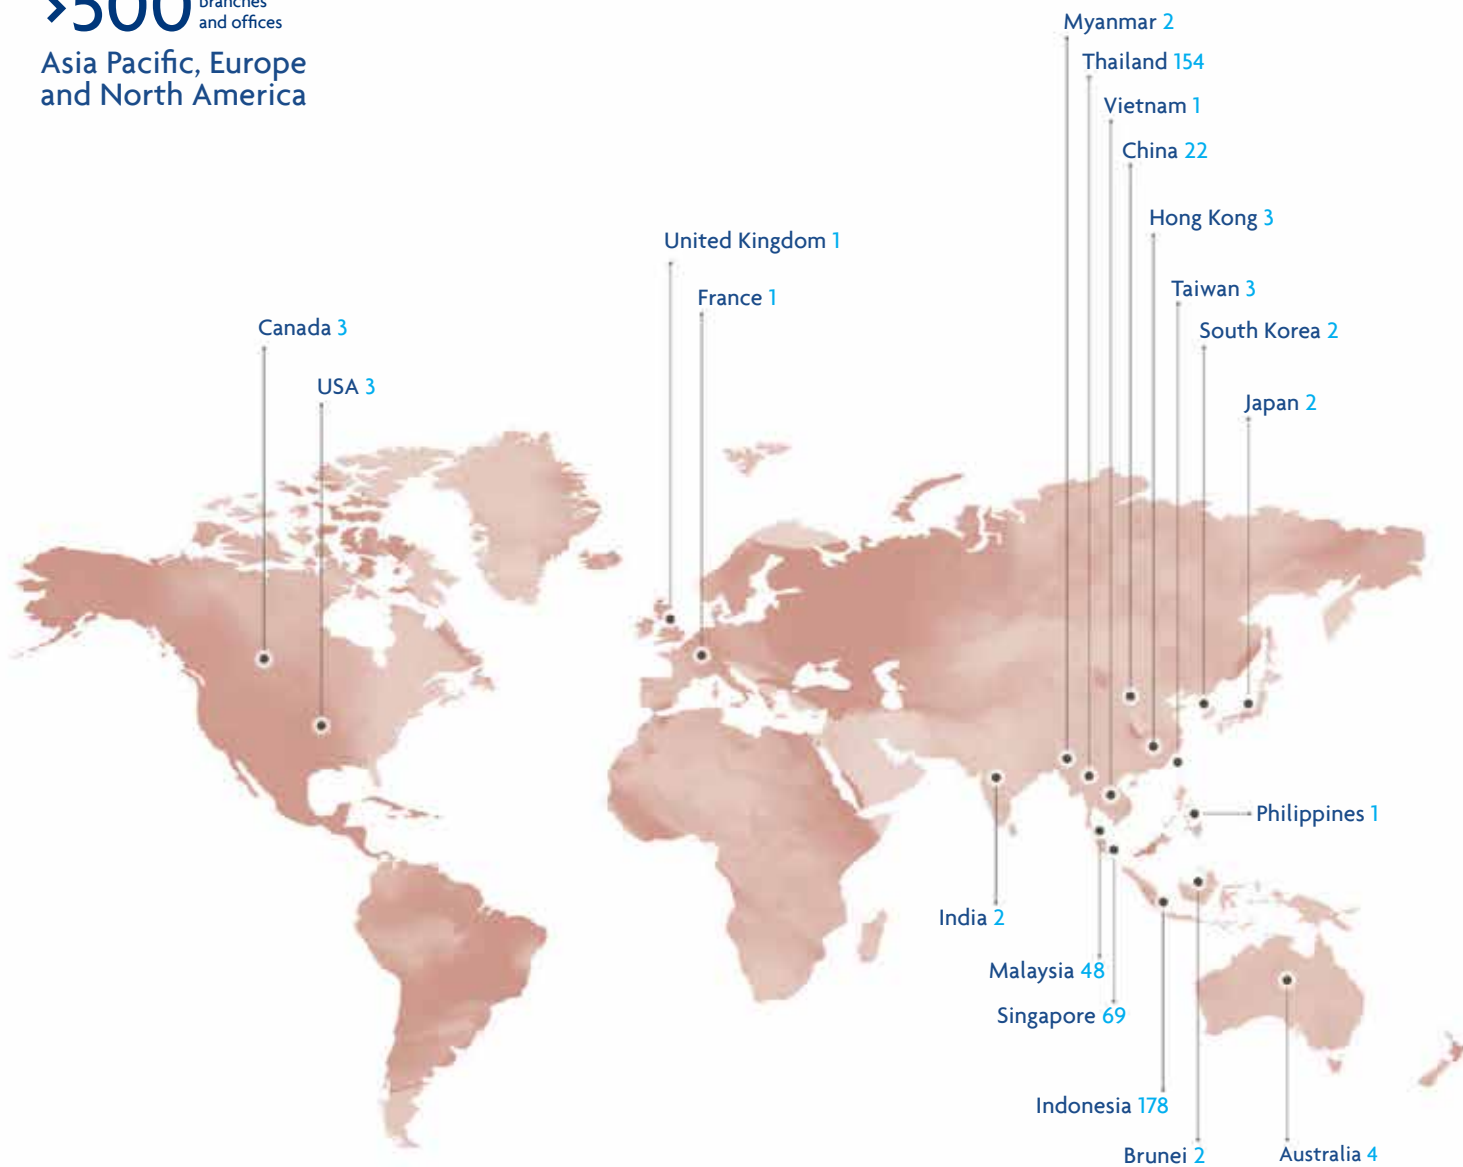 >500 branches
and offices
Asia Pacific, Europe
and North America
Myanmar 2
Thailand 154
Vietnam 1
China 22
Hong Kong 3
United Kingdom 1
Taiwan 3
France 1
Canada 3
South Korea 2
USA 3
Japan 2
Philippines 1
India 2
Malaysia 48
Singapore 69
Indonesia 178
Brunei 2
Australia 4